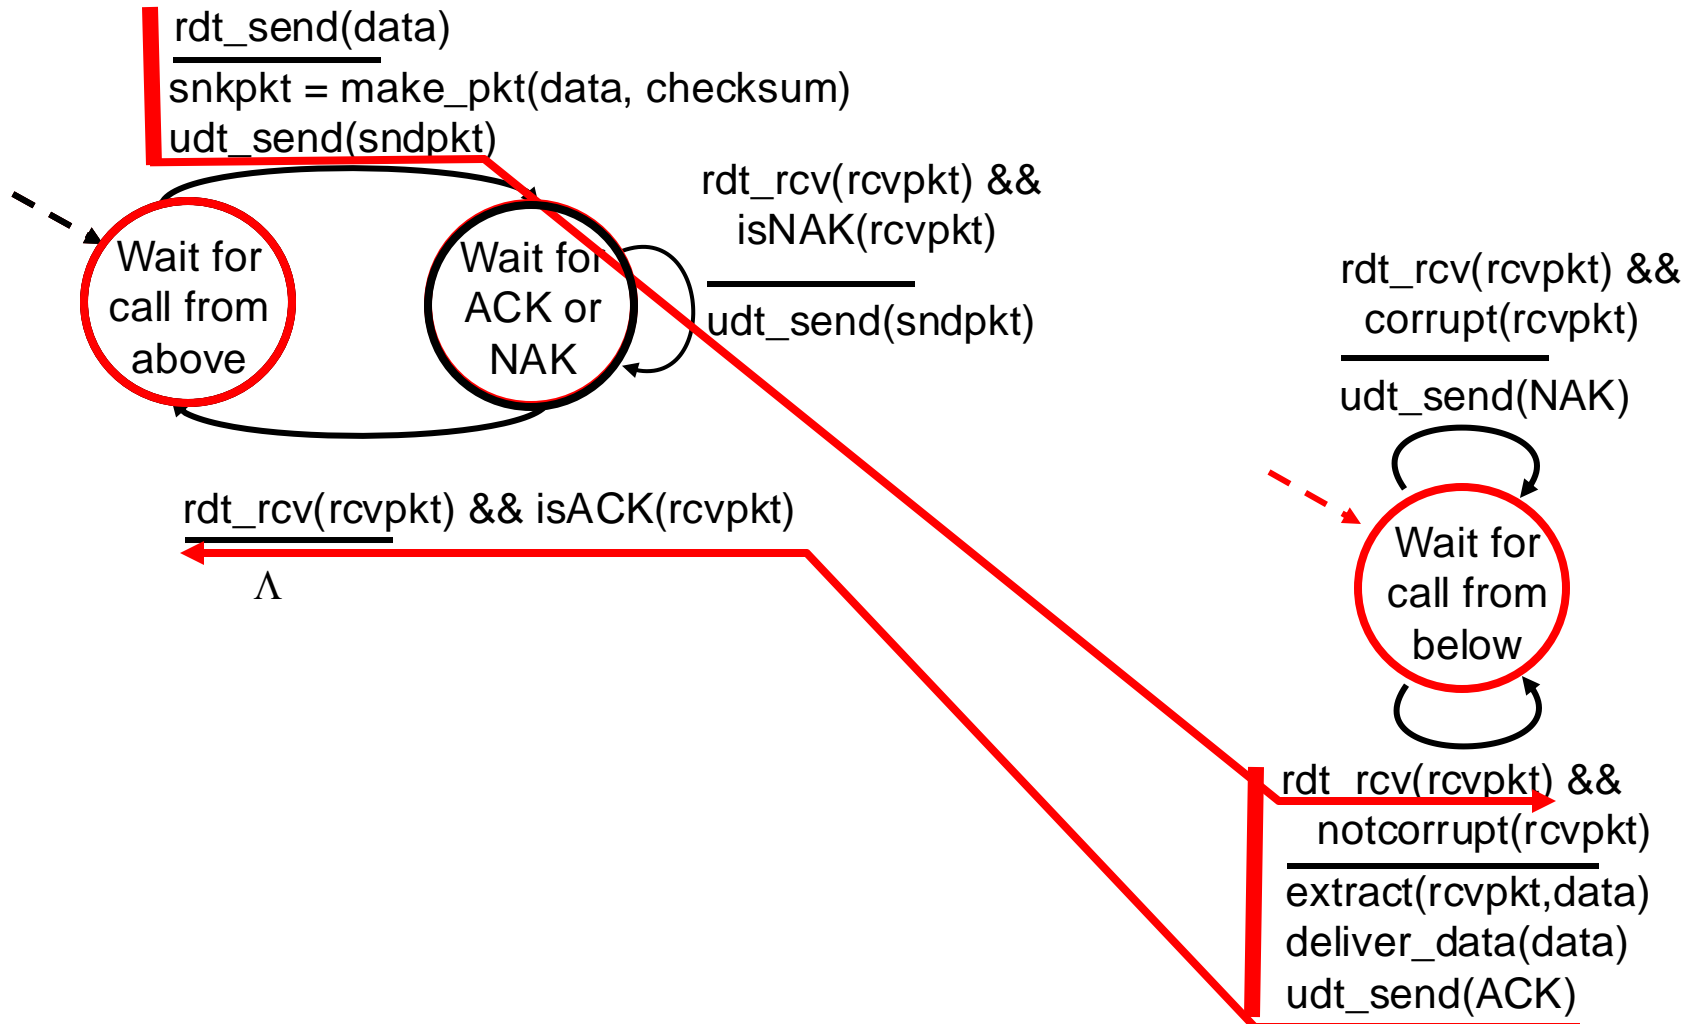 rdt_send(data)
snkpkt = make_pkt(data, checksum)
udt_send(sndpkt)
Wait for
call from
above
Wait for
ACK or
NAK
rdt_rcv(rcvpkt) &&
isNAK(rcvpkt)
udt_send(sndpkt)
rdt_rcv(rcvpkt) && isACK(rcvpkt)
Λ
rdt_rcv(rcvpkt) &&
corrupt(rcvpkt)
udt_send(NAK)
Wait for
call from
below
rdt_rcv(rcvpkt) &&
notcorrupt(rcvpkt)
extract(rcvpkt,data)
deliver_data(data)
udt_send(ACK)